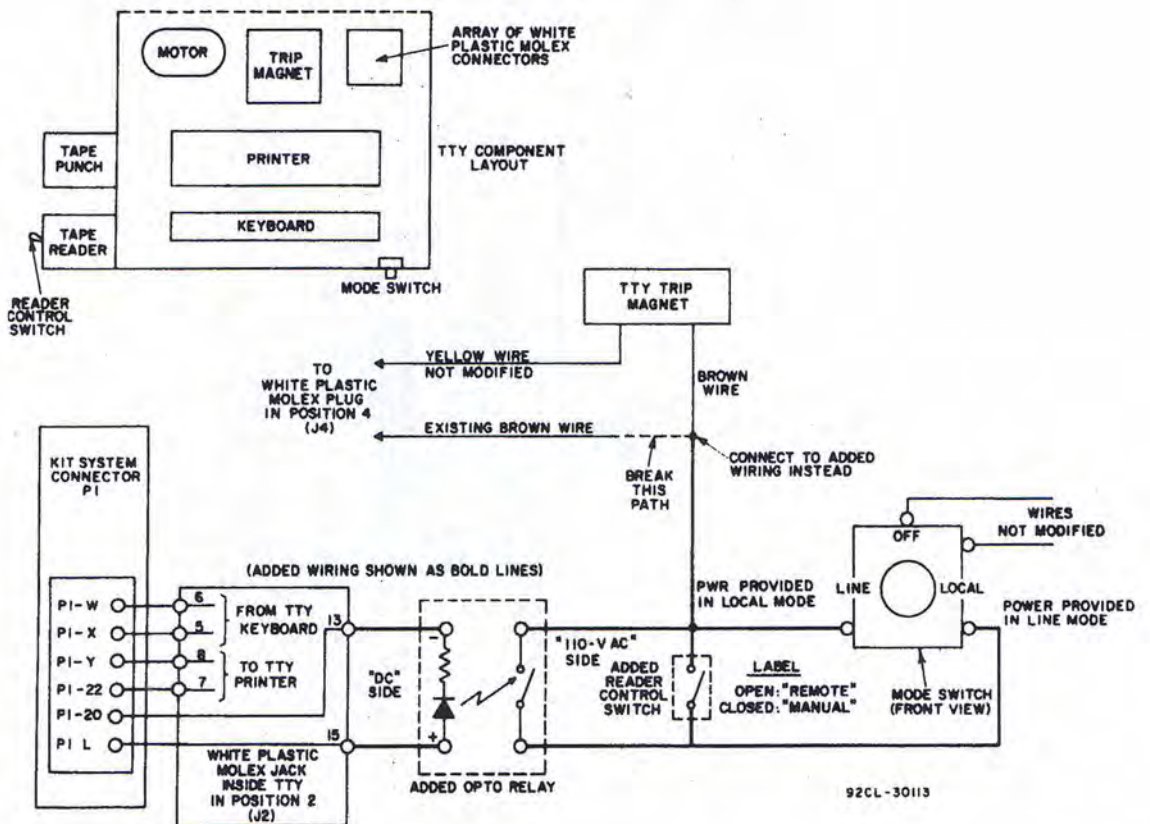 MOTOR
TRIP
MAGNET
ARRAY OF WHITE
PLASTIC MOLEX
CONNECTORS
TAPE
PUNCH
PRINTER
TTY COMPONENT
LAYOUT
TAPE
READER
KEYBOARD
MODE SWITCH
READER
CONTROL
SWITCH
TTY TRIP
MAGNET
YELLOW WIRE
NOT MODIFIED
BROWN
WIRE
TO
WHITE PLASTIC
MOLEX PLUG
IN POSITION 4
(J4)
EXISTING BROWN WIRE
BREAK
THIS
PATH
CONNECT TO ADDED
WIRING INSTEAD
KIT SYSTEM
CONNECTOR
P1
WIRES
NOT MODIFIED
OFF
LINE
LOCAL
(ADDED WIRING SHOWN AS BOLD LINES)
PWR PROVIDED
IN LOCAL MODE
POWER PROVIDED
IN LINE MODE
P1-W
6
P1-X
5
FROM TTY
KEYBOARD
P1-Y
8
P1-22
7
TO TTY
PRINTER
P1-20
13
P1 L
15
WHITE PLASTIC
MOLEX JACK
INSIDE TTY
IN POSITION 2
(J2)
"DC"
SIDE
−
+
ADDED OPTO RELAY
"110-V AC"
SIDE
ADDED
READER
CONTROL
SWITCH
LABEL
OPEN: "REMOTE"
CLOSED: "MANUAL"
MODE SWITCH
(FRONT VIEW)
92CL-30113